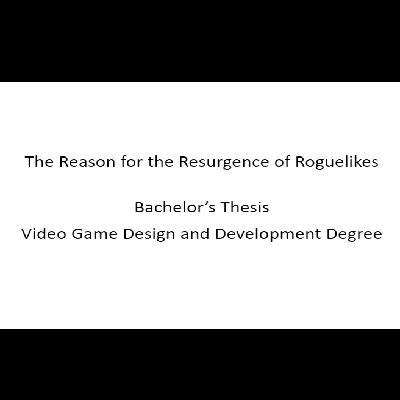 The Reason for the Resurgence of Roguelikes
Bachelor’s Thesis
Video Game Design and Development Degree